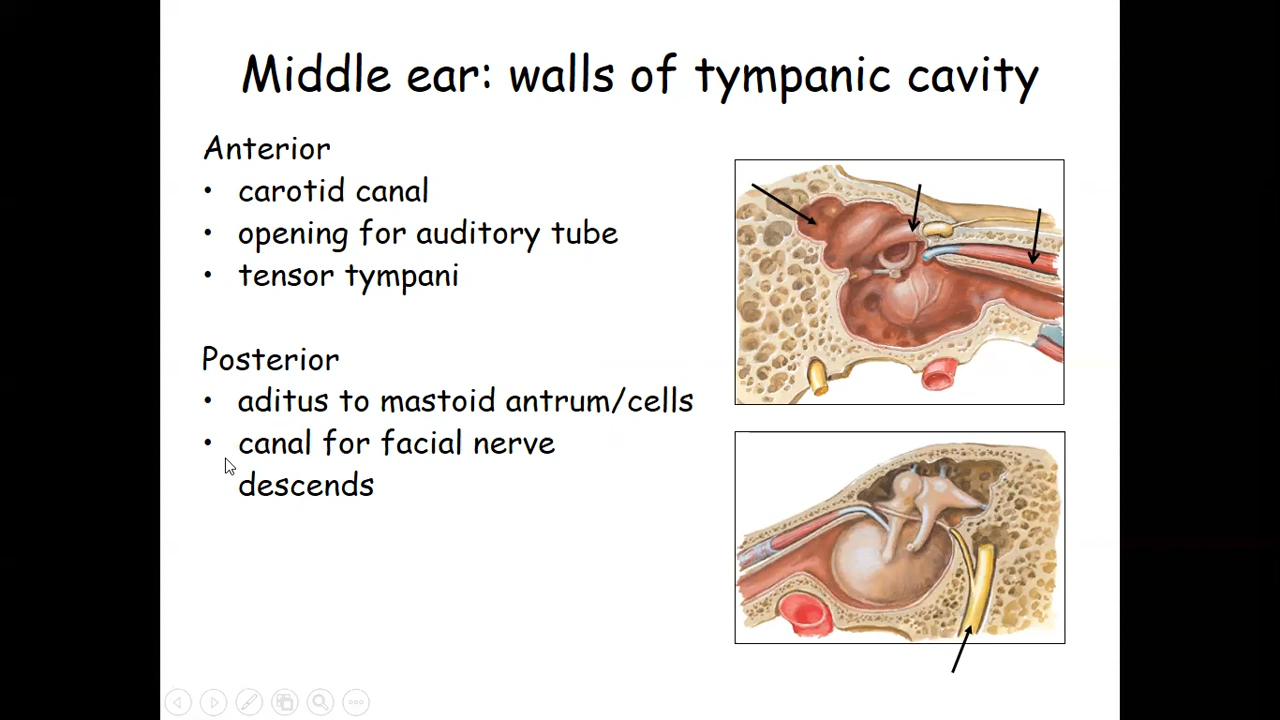 Middle ear: walls of tympanic cavity
Anterior
• carotid canal
• opening for auditory tube
• tensor tympani
Posterior
• aditus to mastoid antrum/cells
• canal for facial nerve
descends